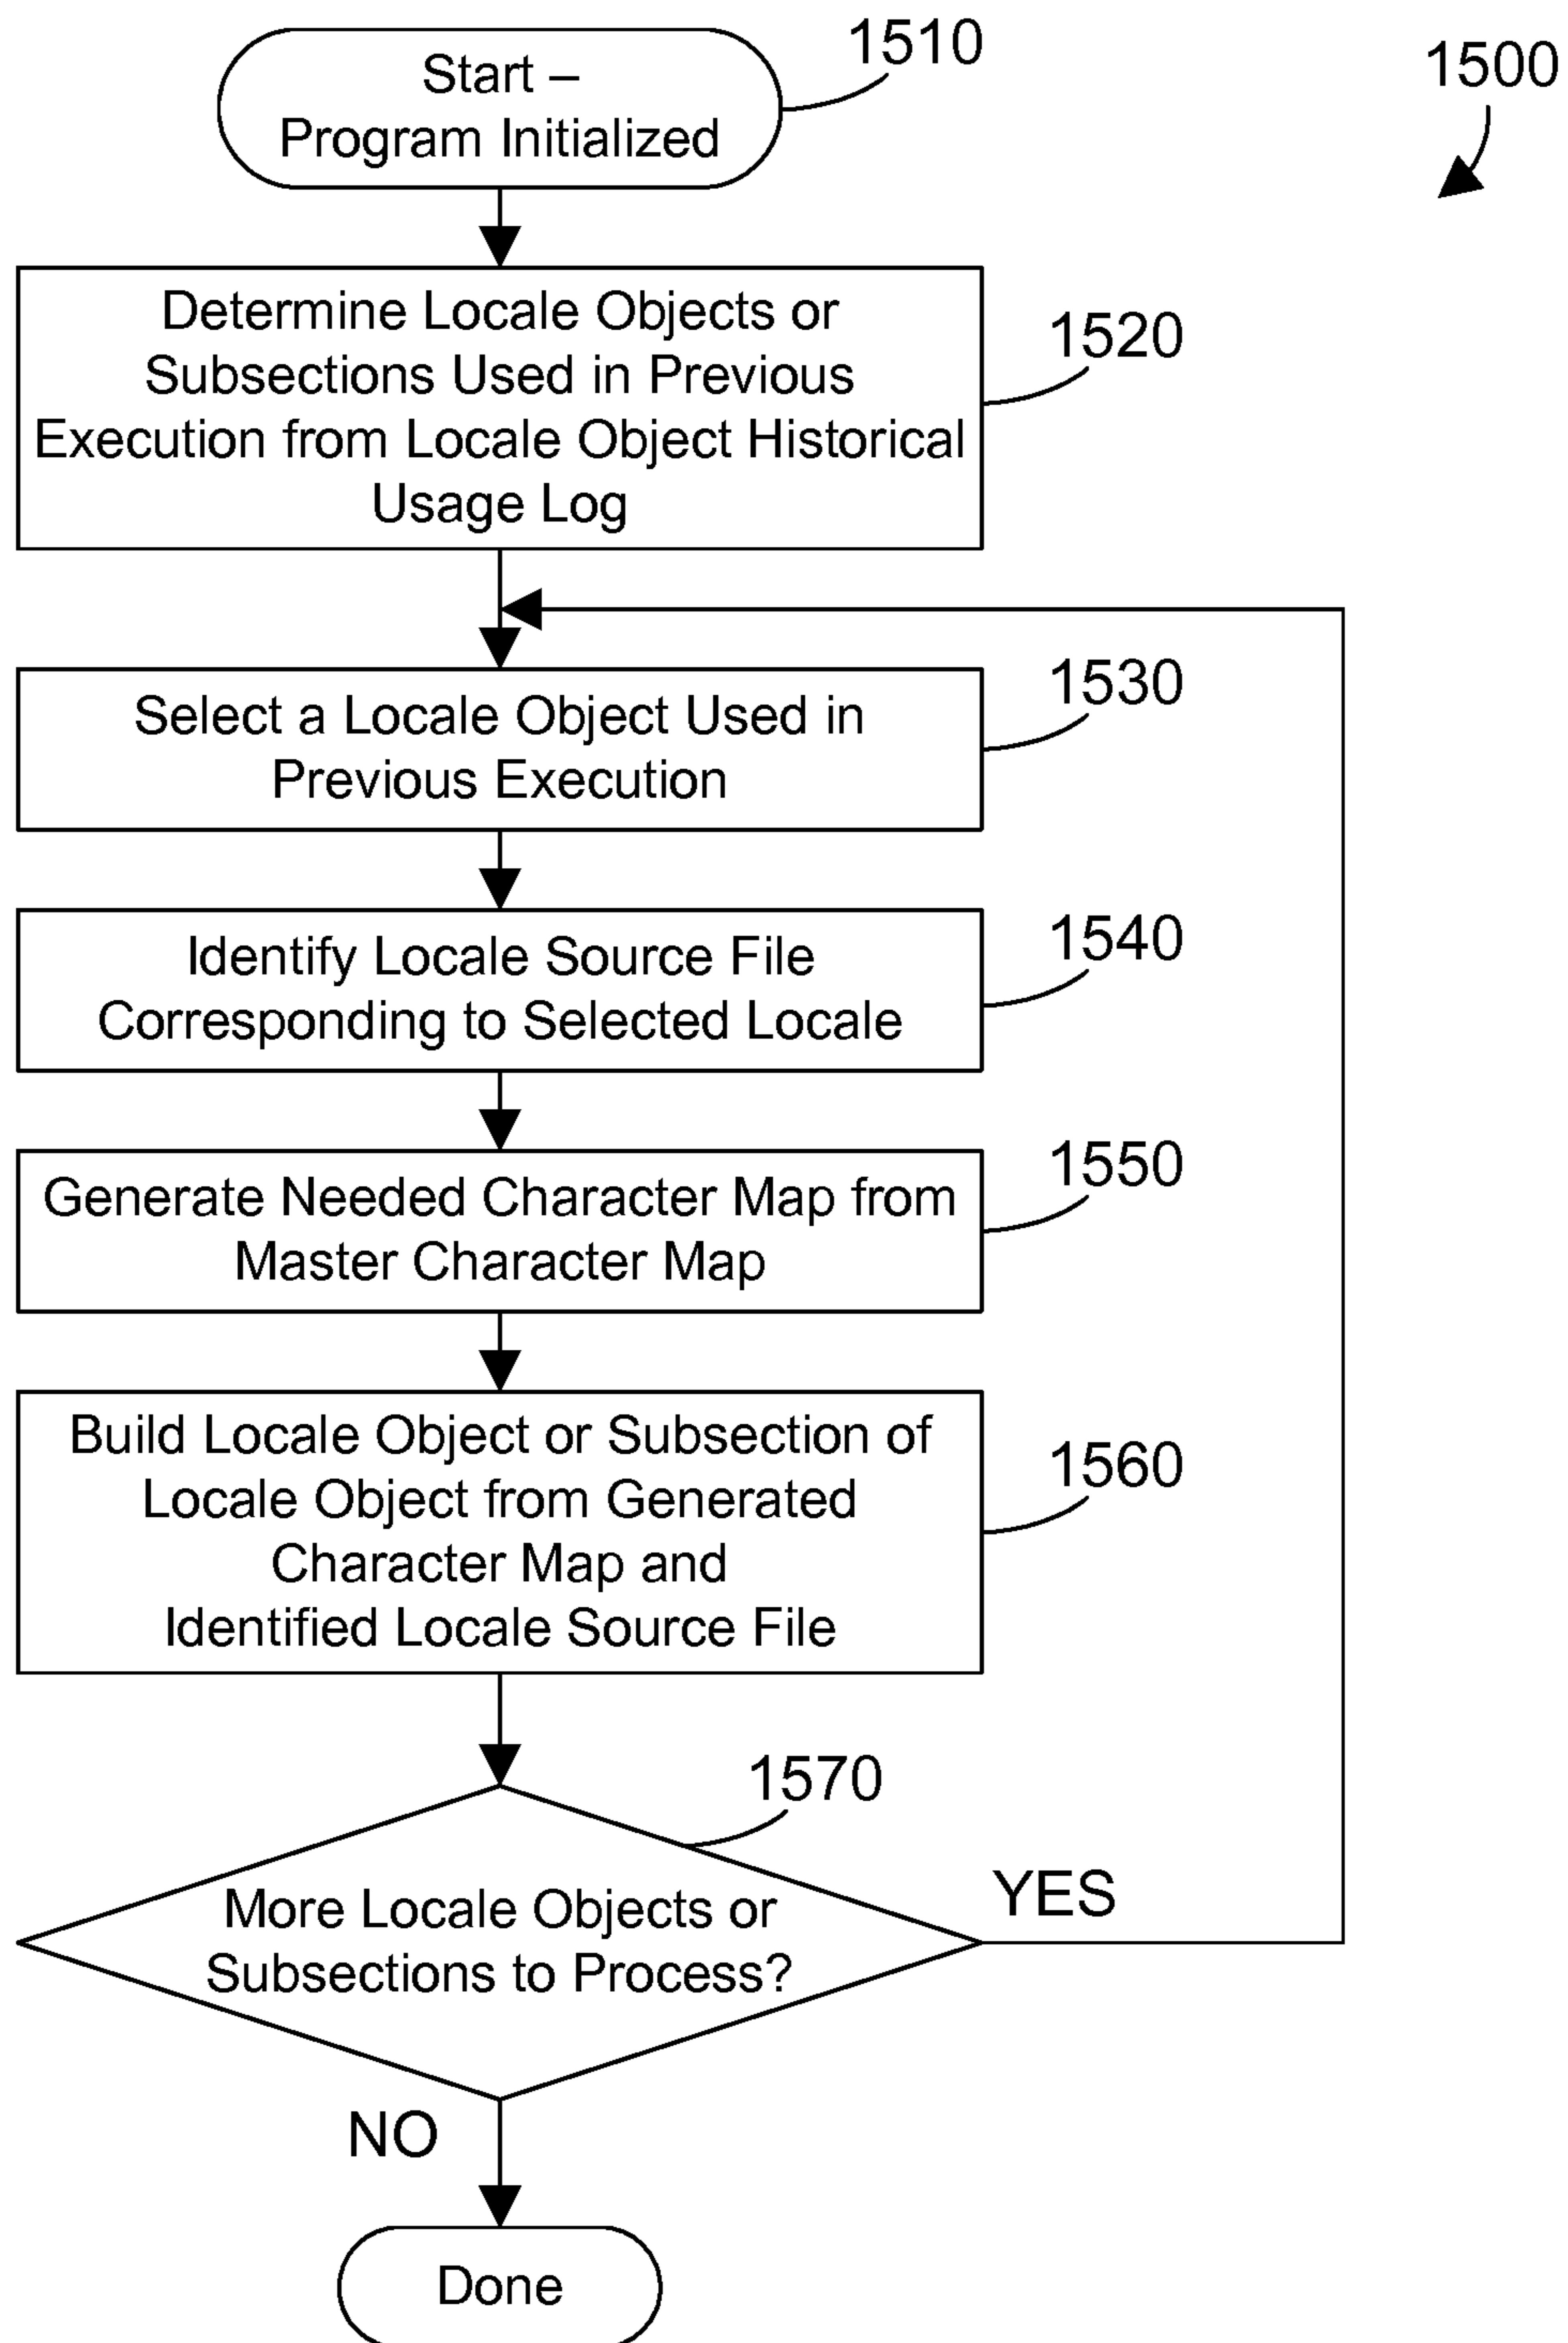 1510
1500
Start –
Program Initialized
Determine Locale Objects or
Subsections Used in Previous
Execution from Locale Object Historical
Usage Log
1520
Select a Locale Object Used in
Previous Execution
1530
Identify Locale Source File
Corresponding to Selected Locale
1540
Generate Needed Character Map from
Master Character Map
1550
Build Locale Object or Subsection of
Locale Object from Generated
Character Map and
Identified Locale Source File
1560
1570
More Locale Objects or
Subsections to Process?
YES
NO
Done